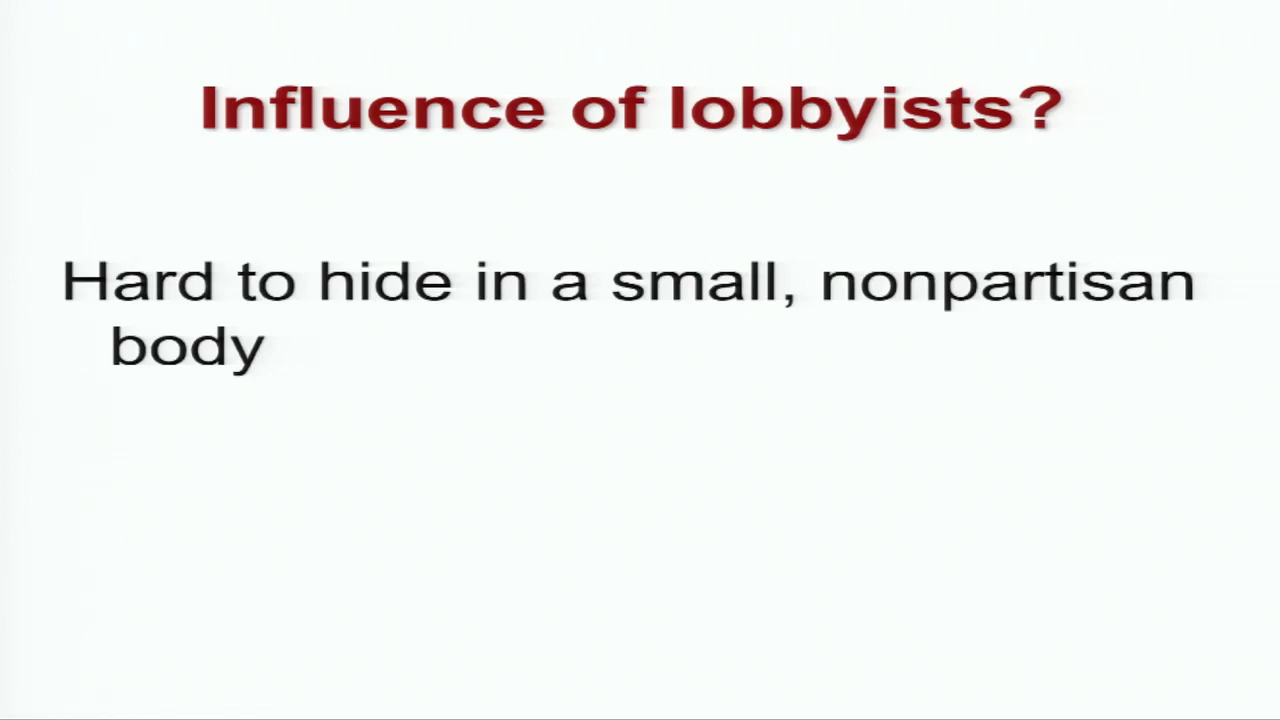 Influence of lobbyists?
Hard to hide in a small, nonpartisan
body